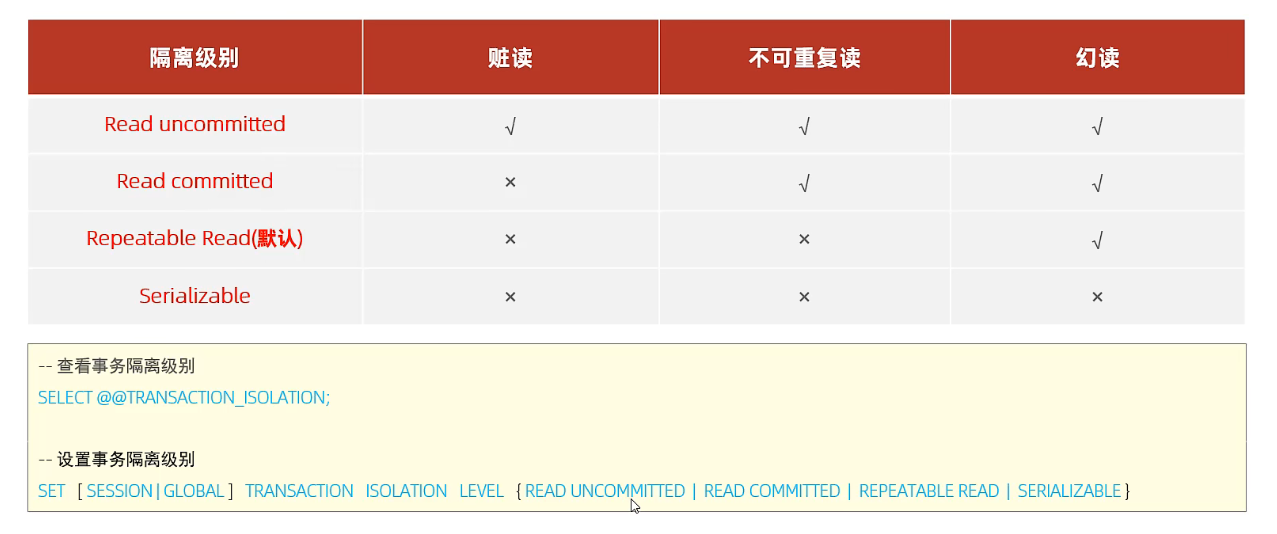 隔离级别 赃读 不可重复读 幻读
Read uncommitted √ √ √
Read committed × √ √
Repeatable Read(默认) × × √
Serializable × × ×
-- 查看事务隔离级别
SELECT @@TRANSACTION_ISOLATION;
-- 设置事务隔离级别
SET [ SESSION | GLOBAL ] TRANSACTION ISOLATION LEVEL { READ UNCOMMITTED | READ COMMITTED | REPEATABLE READ | SERIALIZABLE }